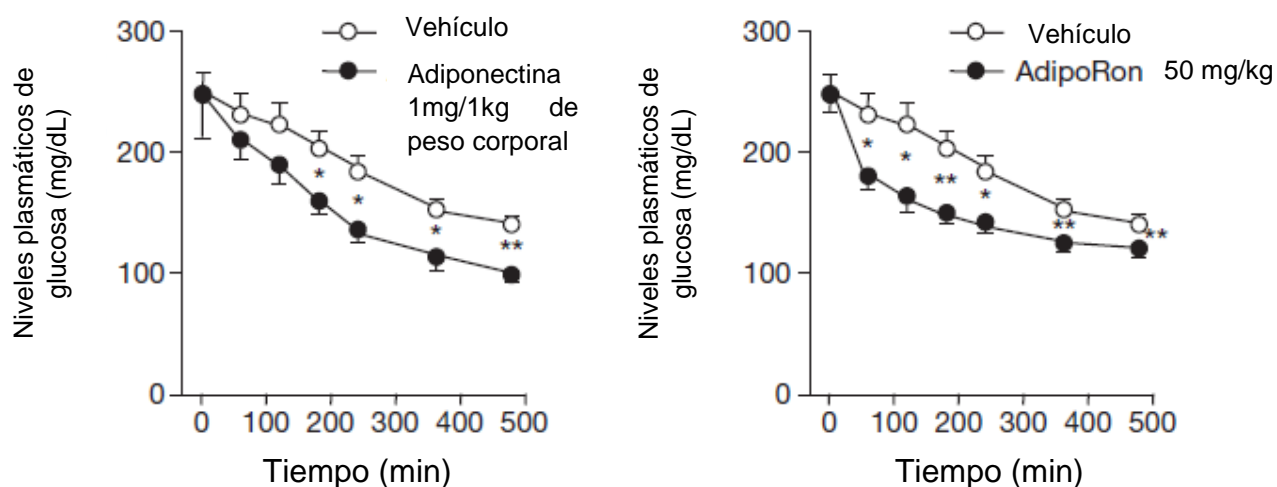 300
200
100
0
Niveles plasmáticos de
glucosa (mg/dL)
Vehículo
Adiponectina
1mg/1kg de
peso corporal
*
*
*
**
0 100 200 300 400 500
Tiempo (min)
300
200
100
0
Niveles plasmáticos de
glucosa (mg/dL)
Vehículo
AdipoRon 50 mg/kg
*
*
**
*
**
**
0 100 200 300 400 500
Tiempo (min)